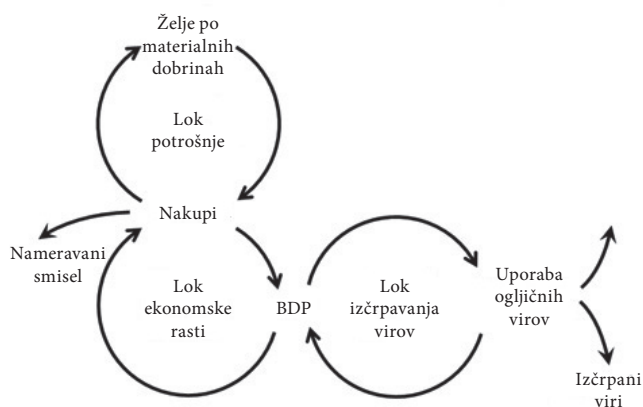 Želje po
materialnih
dobrinah
Lok
potrošnje
Nakupi
Nameravani
smisel
Lok
ekonomske
rasti
BDP
Lok
izčrpavanja
virov
Uporaba
ogljičnih
virov
Izčrpani
viri